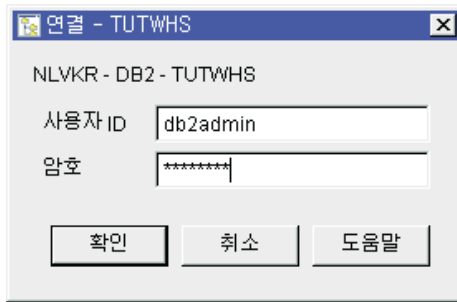 연결 - TUTWHS
NLVKR - DB2 - TUTWHS
사용자 ID db2admin
암호 ********
확인 취소 도움말